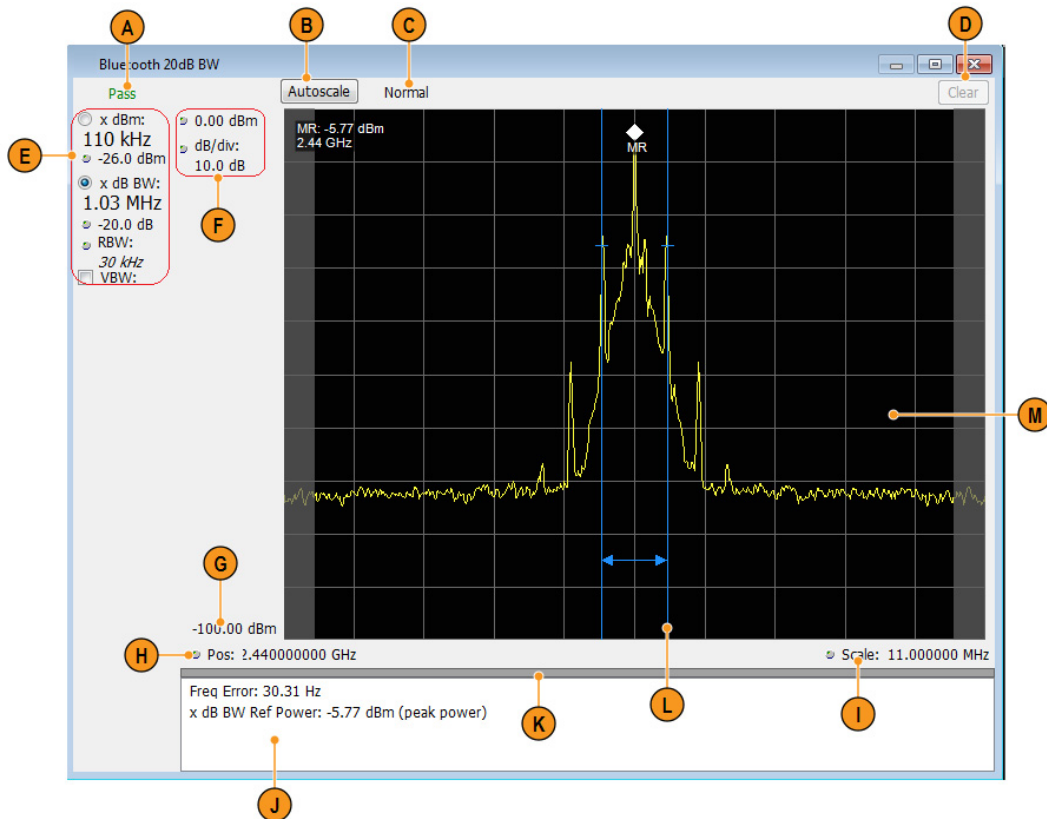 A
B
C
D
Bluetooth 20dB BW
Pass
Autoscale
Normal
Clear
x dBm:
110 kHz
-26.0 dBm
x dB BW:
1.03 MHz
-20.0 dB
RBW:
30 kHz
VBW:
E
0.00 dBm
dB/div:
10.0 dB
F
MR: -5.77 dBm
2.44 GHz
MR
M
G
-100.00 dBm
H
Pos: 2.440000000 GHz
Scale: 11.000000 MHz
Freq Error: 30.31 Hz
x dB BW Ref Power: -5.77 dBm (peak power)
K
L
I
J